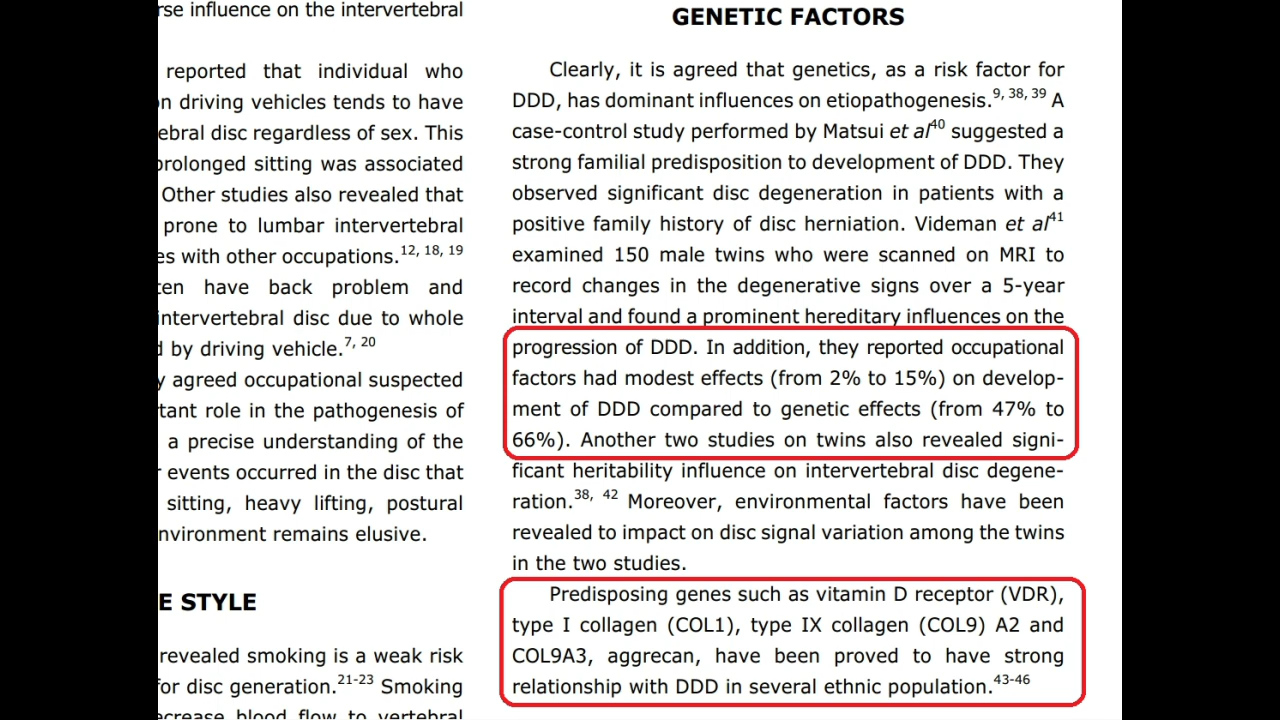 rse influence on the intervertebral
reported that individual who
on driving vehicles tends to have
ebral disc regardless of sex. This
prolonged sitting was associated
Other studies also revealed that
prone to lumbar intervertebral
es with other occupations.12, 18, 19
ten have back problem and
intervertebral disc due to whole
d by driving vehicle.7, 20
y agreed occupational suspected
tant role in the pathogenesis of
a precise understanding of the
r events occurred in the disc that
sitting, heavy lifting, postural
nvironment remains elusive.
E STYLE
revealed smoking is a weak risk
for disc generation.21-23 Smoking
ecrease blood flow to vertebral
GENETIC FACTORS
Clearly, it is agreed that genetics, as a risk factor for
DDD, has dominant influences on etiopathogenesis.9, 38, 39 A
case-control study performed by Matsui et al40 suggested a
strong familial predisposition to development of DDD. They
observed significant disc degeneration in patients with a
positive family history of disc herniation. Videman et al41
examined 150 male twins who were scanned on MRI to
record changes in the degenerative signs over a 5-year
interval and found a prominent hereditary influences on the
progression of DDD. In addition, they reported occupational
factors had modest effects (from 2% to 15%) on develop-
ment of DDD compared to genetic effects (from 47% to
66%). Another two studies on twins also revealed signi-
ficant heritability influence on intervertebral disc degene-
ration.38, 42 Moreover, environmental factors have been
revealed to impact on disc signal variation among the twins
in the two studies.
Predisposing genes such as vitamin D receptor (VDR),
type I collagen (COL1), type IX collagen (COL9) A2 and
COL9A3, aggrecan, have been proved to have strong
relationship with DDD in several ethnic population.43-46